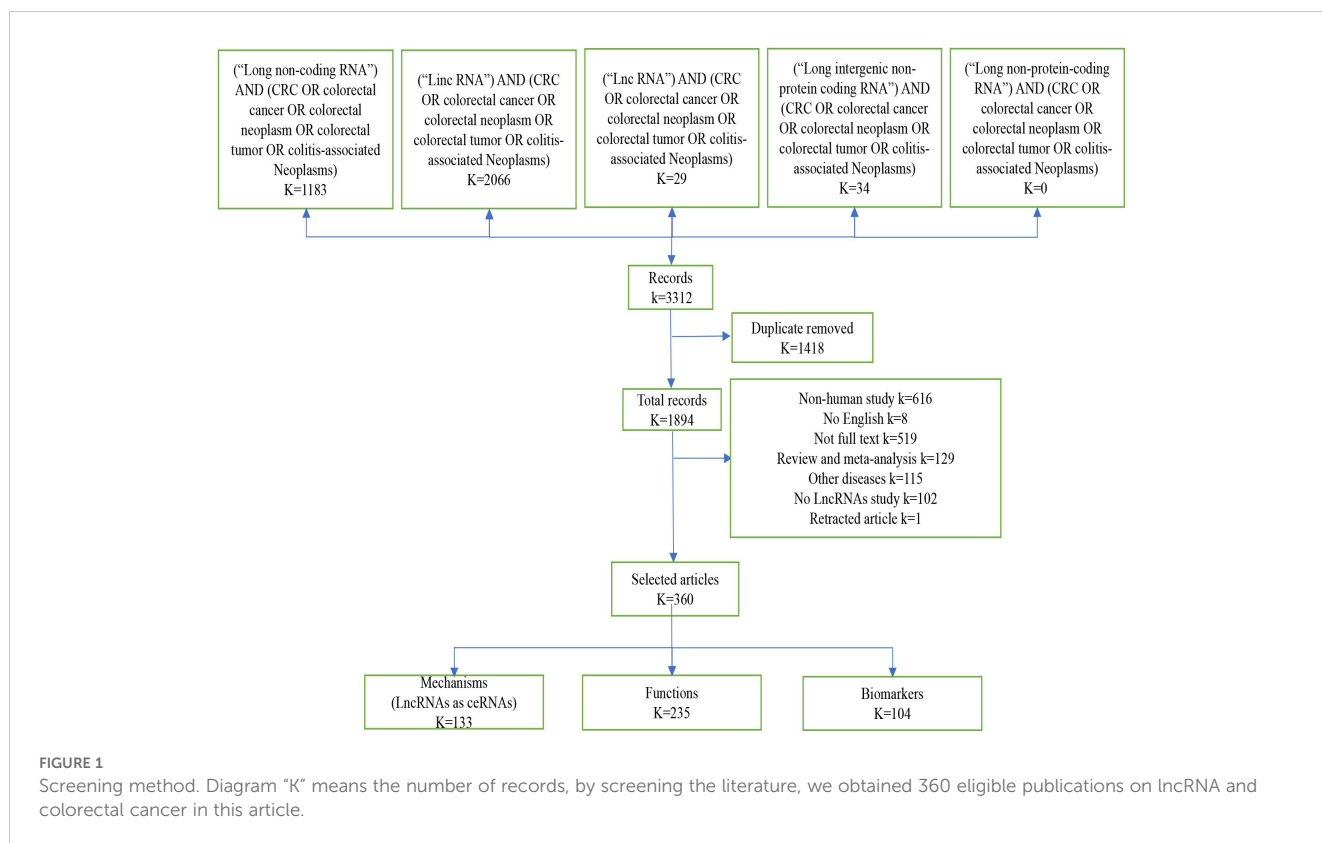 (“Long non-coding RNA”)
AND (CRC OR colorectal
cancer OR colorectal
neoplasm OR colorectal
tumor OR colitis-associated
Neoplasms)
K=1183
(“Linc RNA”) AND (CRC
OR colorectal cancer OR
colorectal neoplasm OR
colorectal tumor OR colitis-
associated Neoplasms)
K=2066
(“Lnc RNA”) AND (CRC
OR colorectal cancer OR
colorectal neoplasm OR
colorectal tumor OR colitis-
associated Neoplasms)
K=29
(“Long intergenic non-
protein coding RNA”) AND
(CRC OR colorectal cancer
OR colorectal neoplasm OR
colorectal tumor OR colitis-
associated Neoplasms)
K=34
(“Long non-protein-coding
RNA”) AND (CRC OR
colorectal cancer OR
colorectal neoplasm OR
colorectal tumor OR colitis-
associated Neoplasms)
K=0
Records
k=3312
Duplicate removed
K=1418
Total records
K=1894
Non-human study k=616
No English k=8
Not full text k=519
Review and meta-analysis k=129
Other diseases k=115
No LncRNAs study k=102
Retracted article k=1
Selected articles
K=360
Mechanisms
(LncRNAs as ceRNAs)
K=133
Functions
K=235
Biomarkers
K=104
FIGURE 1
Screening method. Diagram “K” means the number of records, by screening the literature, we obtained 360 eligible publications on lncRNA and
colorectal cancer in this article.